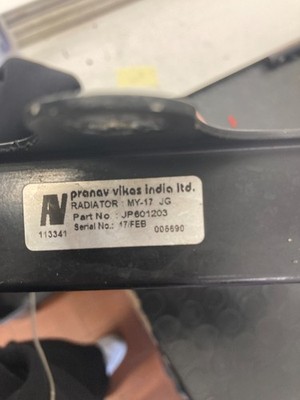 pranav vikas india ltd.
RADIATOR : MY-17 JG
Part No : JP601203
Serial No.: 17/FEB 005690
113341